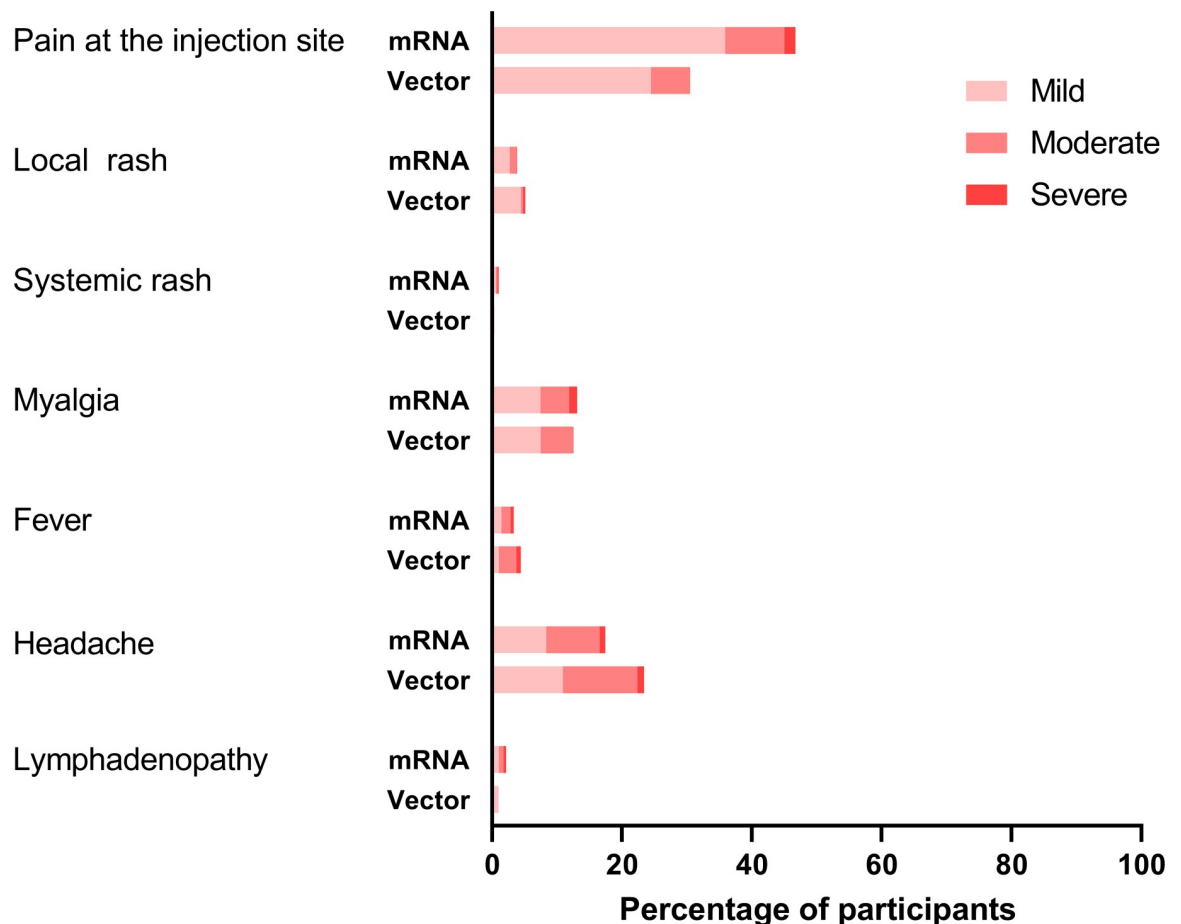 Pain at the injection site mRNA
Vector
Mild
Local rash mRNA
Moderate
Vector
Severe
Systemic rash mRNA
Vector
Myalgia mRNA
Vector
Fever mRNA
Vector
Headache mRNA
Vector
Lymphadenopathy mRNA
Vector
0 20 40 60 80 100
Percentage of participants